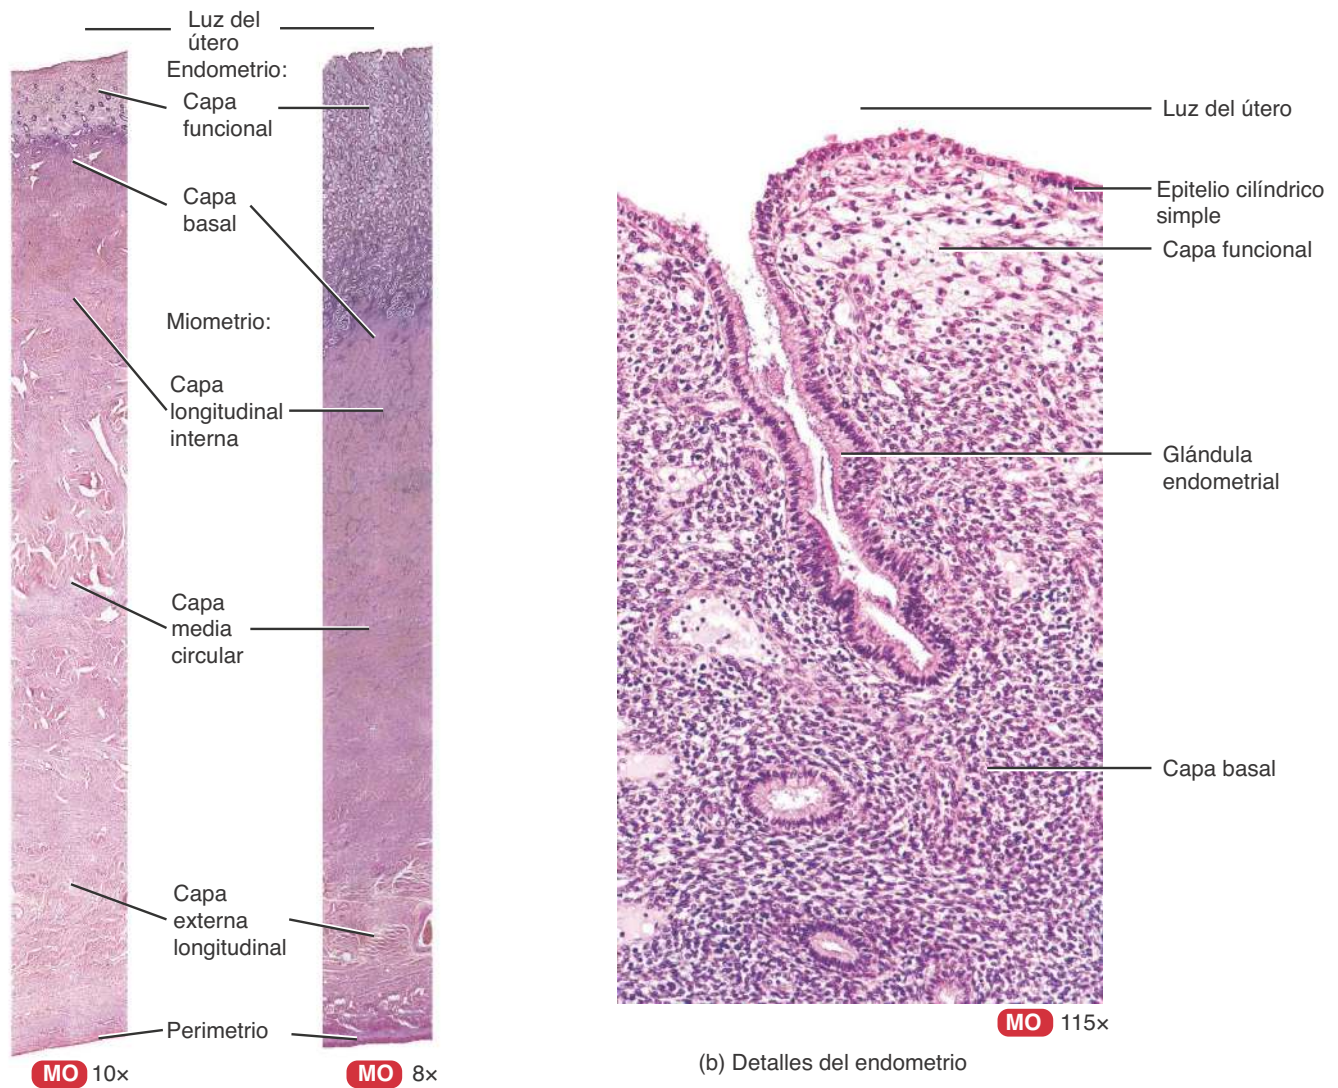 Luz del
útero
Endometrio:
Capa
funcional
Capa
basal
Miometrio:
Capa
longitudinal
interna
Capa
media
circular
Capa
externa
longitudinal
Perimetrio
MO 10×
MO 8×
Luz del útero
Epitelio cilíndrico
simple
Capa funcional
Glándula
endometrial
Capa basal
MO 115×
(b) Detalles del endometrio